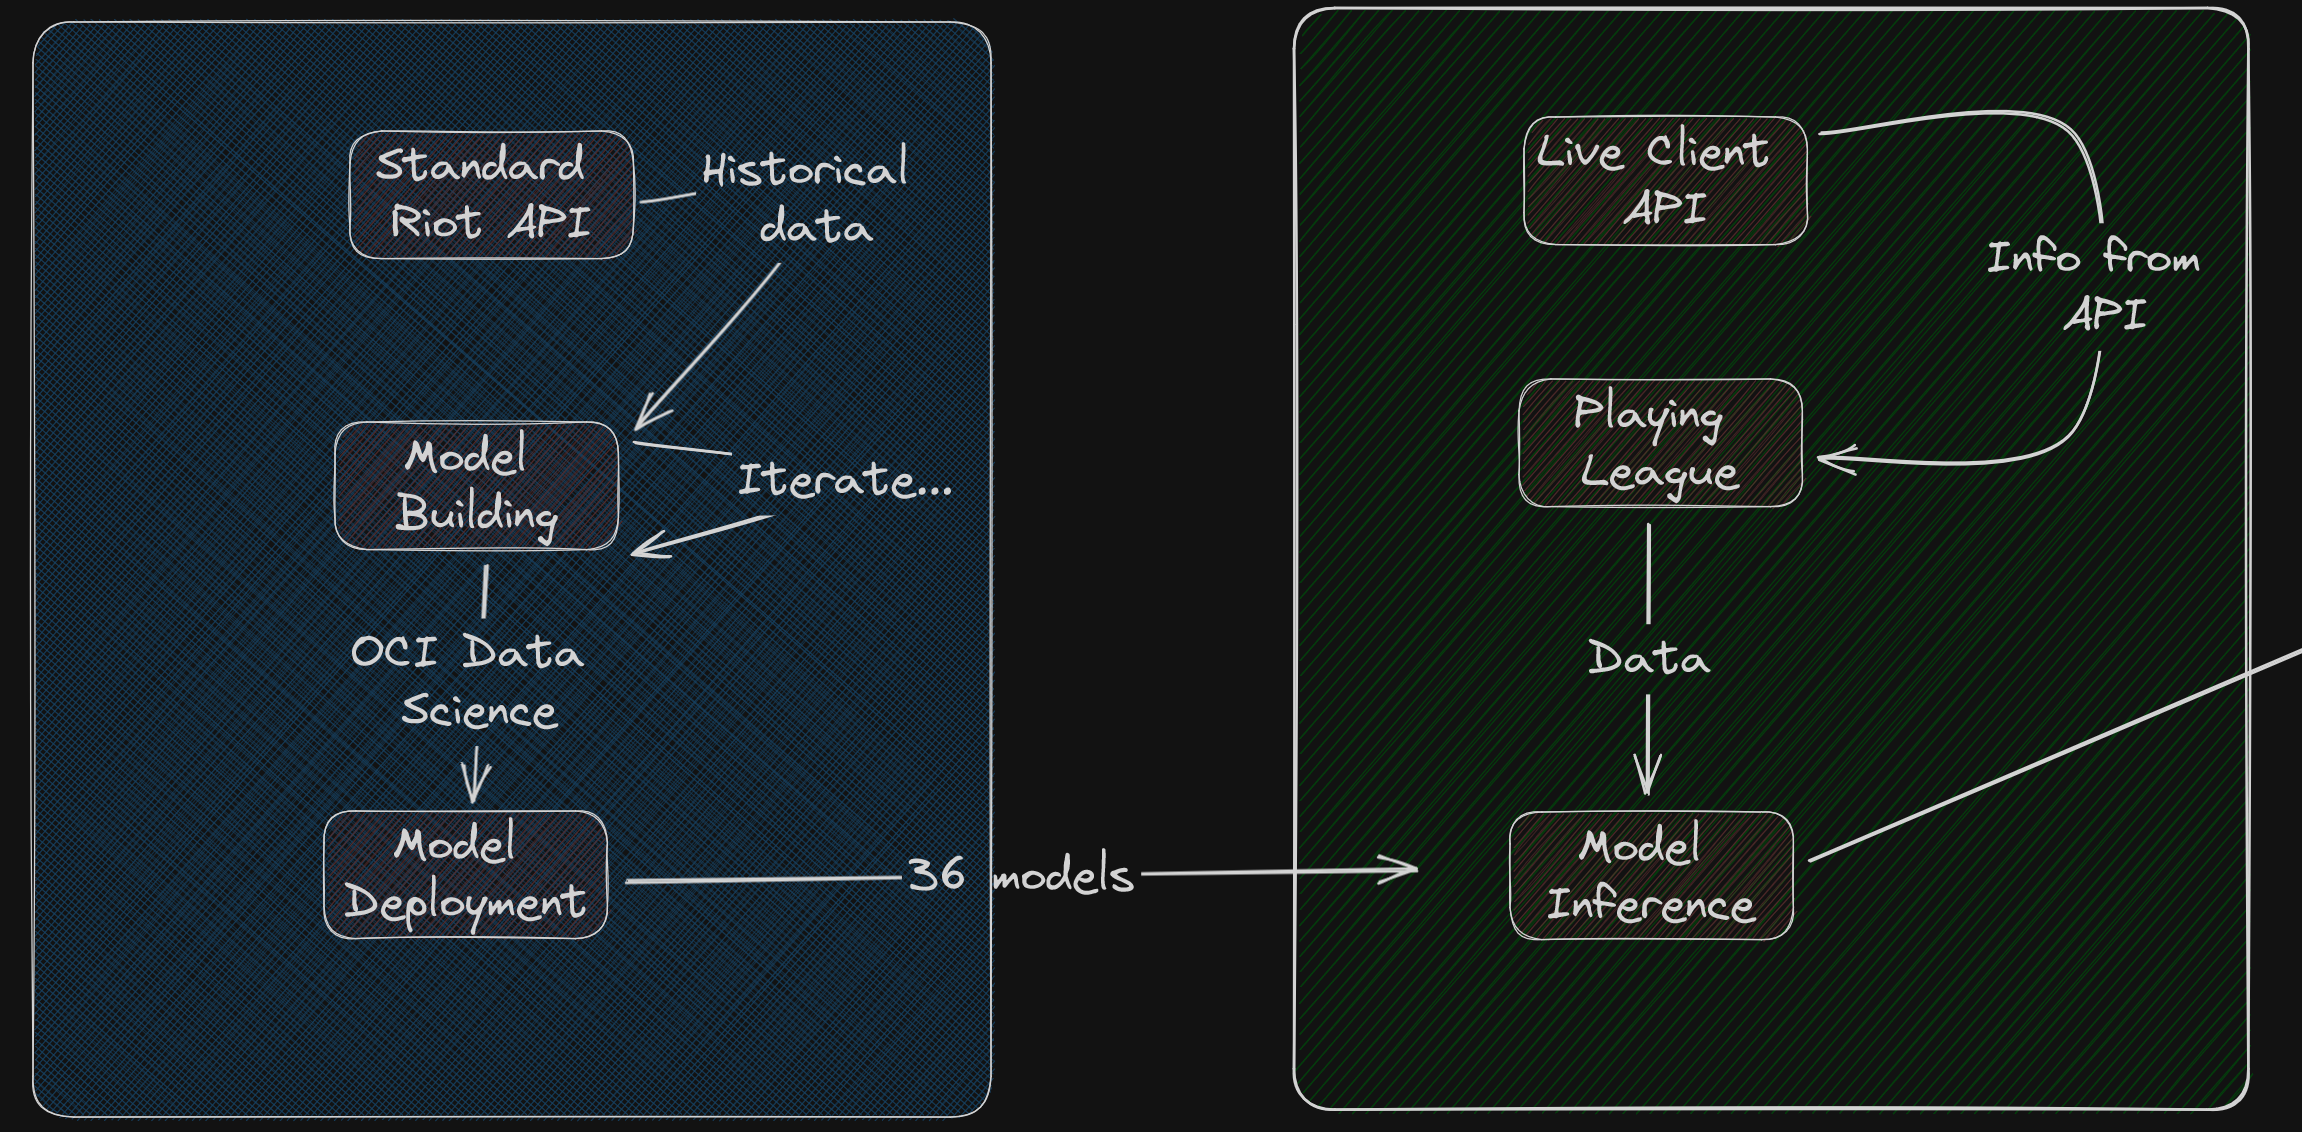 Standard
Riot API
Historical
data
Model
Building
Iterate...
OCI Data
Science
Model
Deployment
36 models
Live Client
API
Info from
API
Playing
League
Data
Model
Inference